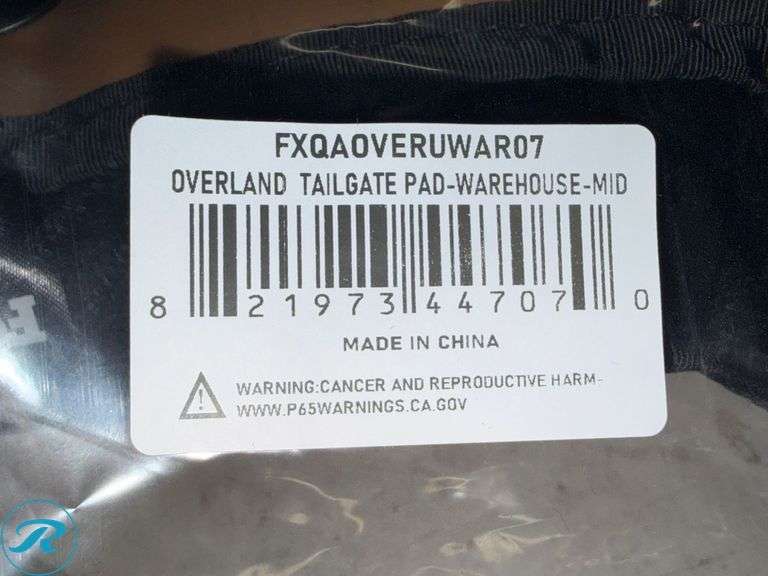 FXQAOVERUWAR07
OVERLAND TAILGATE PAD-WAREHOUSE-MID
8 21973 44707 0
MADE IN CHINA
WARNING:CANCER AND REPRODUCTIVE HARM-
WWW.P65WARNINGS.CA.GOV
R